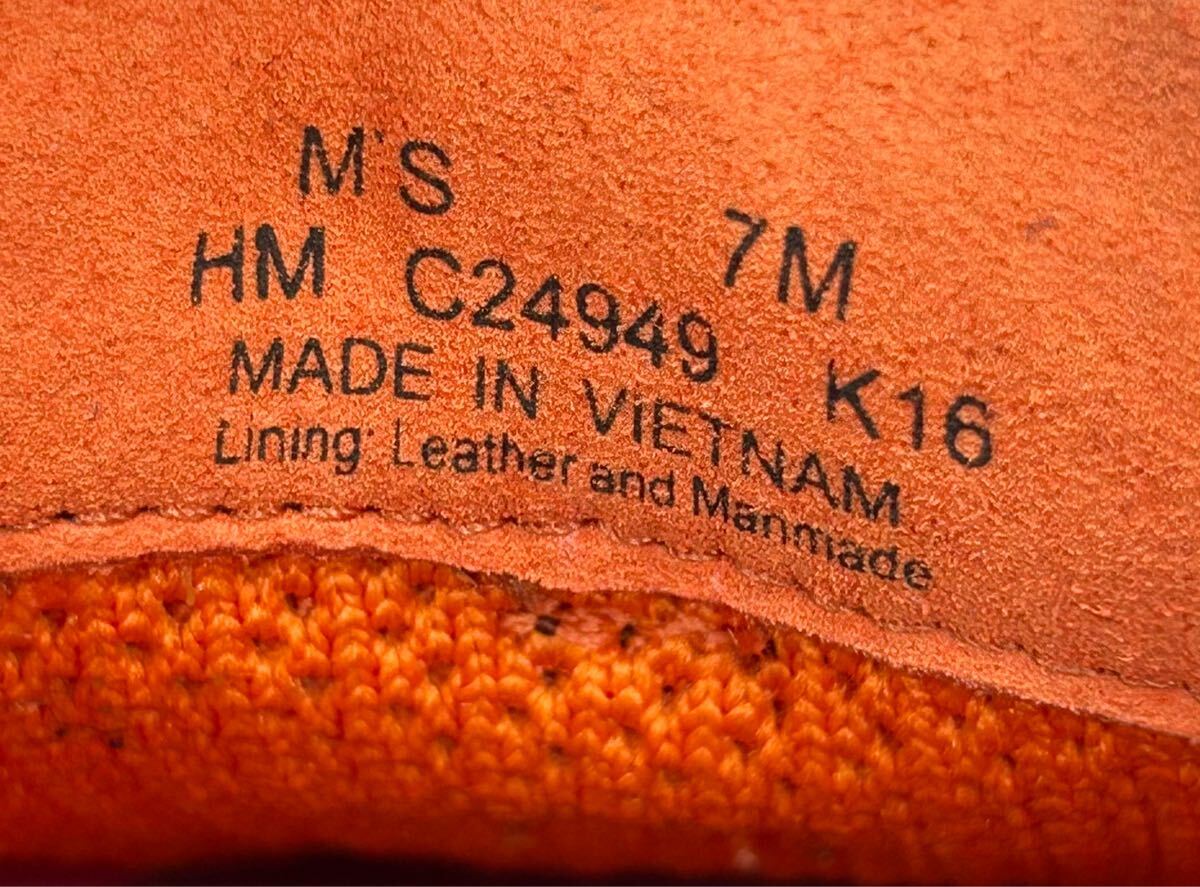 M'S 7M
HM C24949 K16
MADE IN VIETNAM
Lining: Leather and Manmade